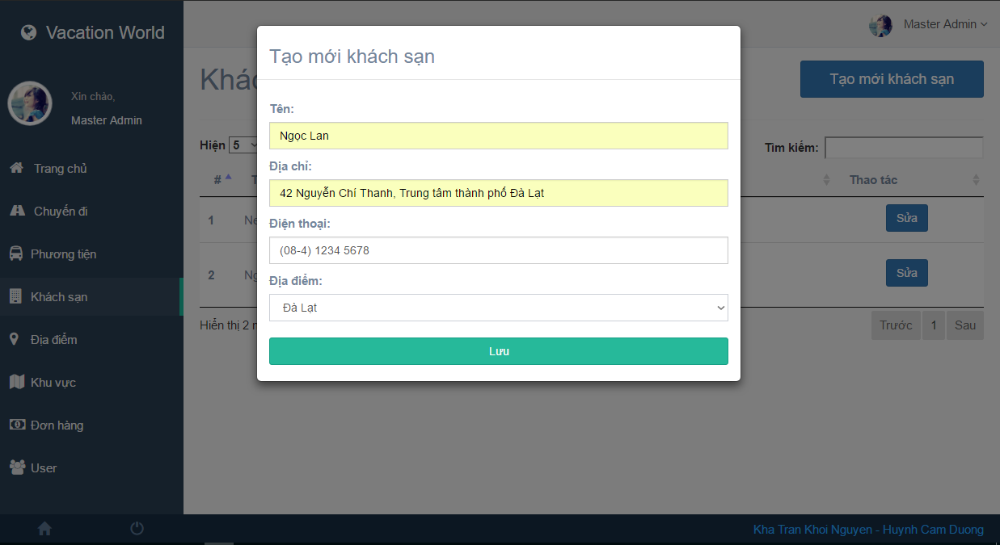 Vacation World
Master Admin
Xin chào,
Master Admin
Trang chủ
Chuyến đi
Phương tiện
Khách sạn
Địa điểm
Khu vực
Đơn hàng
User
Tạo mới khách sạn
Hiện 5
Tìm kiếm:
#
Thao tác
1
Sửa
2
Sửa
Hiển thị 2
Trước 1 Sau
Tạo mới khách sạn
Tên:
Ngọc Lan
Địa chỉ:
42 Nguyễn Chí Thanh, Trung tâm thành phố Đà Lạt
Điện thoại:
(08-4) 1234 5678
Địa điểm:
Đà Lạt
Lưu
Kha Tran Khoi Nguyen - Huynh Cam Duong